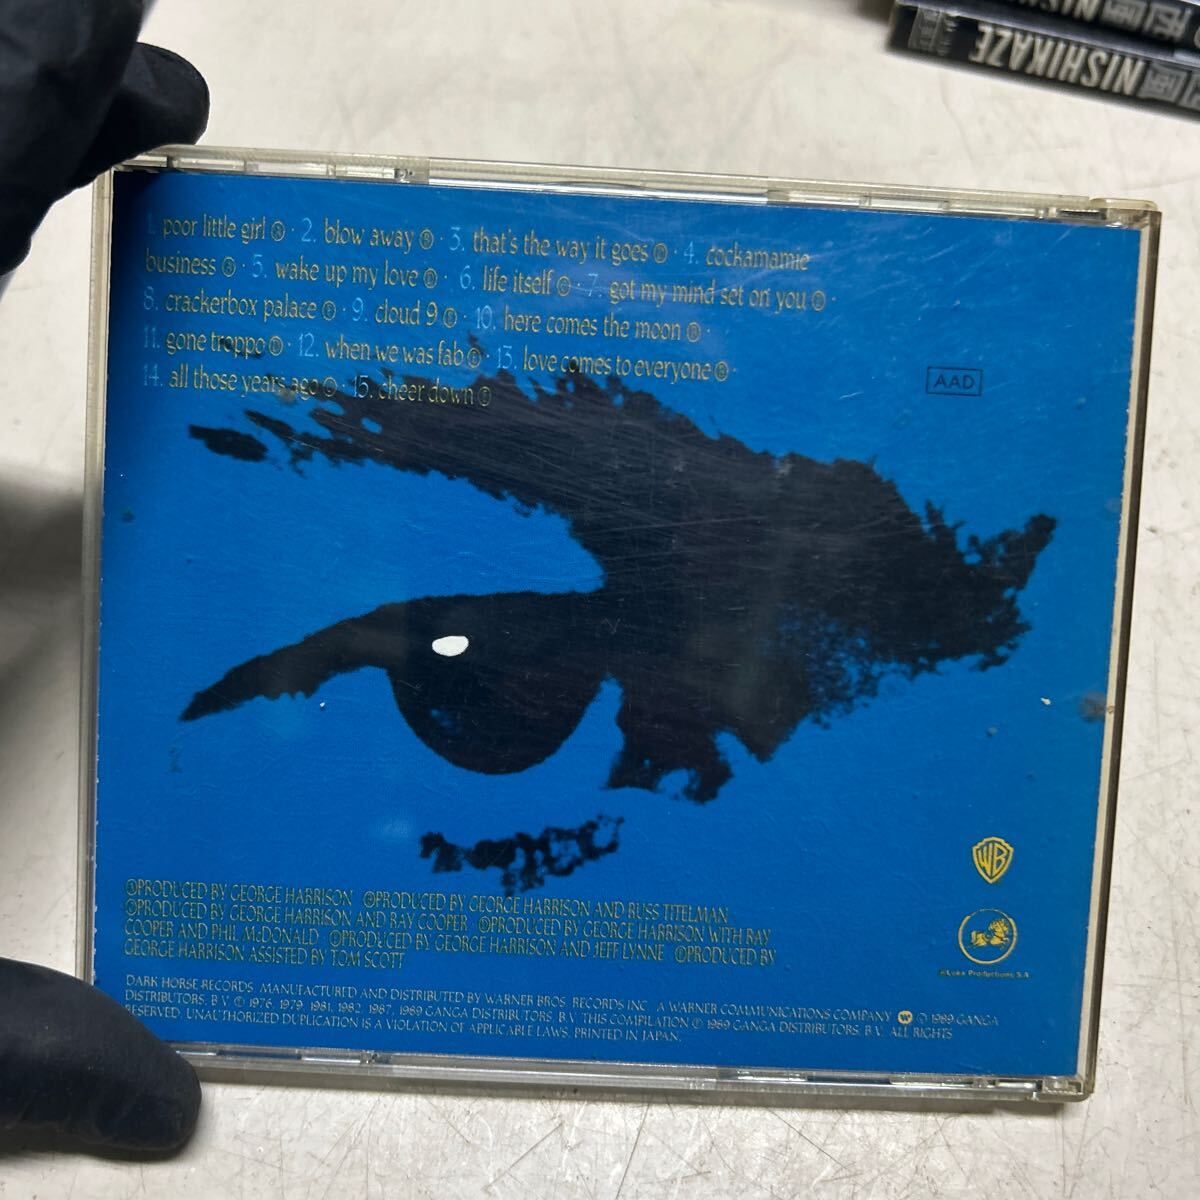 NISHIKAZE
1. poor little girl Ⓐ · 2. blow away Ⓑ · 3. that's the way it goes Ⓓ · 4. cockamamie
business Ⓐ · 5. wake up my love Ⓓ · 6. life itself Ⓒ · 7. got my mind set on you Ⓔ ·
8. crackerbox palace Ⓕ · 9. cloud 9 Ⓔ · 10. here comes the moon Ⓑ ·
11. gone troppo Ⓓ · 12. when we was fab Ⓔ · 13. love comes to everyone Ⓑ ·
14. all those years ago Ⓒ · 15. cheer down Ⓔ
AAD
WB
ⒶPRODUCED BY GEORGE HARRISON ⒷPRODUCED BY GEORGE HARRISON AND RUSS TITELMAN
ⒸPRODUCED BY GEORGE HARRISON AND RAY COOPER ⒹPRODUCED BY GEORGE HARRISON WITH RAY
COOPER AND PHIL McDONALD ⒺPRODUCED BY GEORGE HARRISON AND JEFF LYNNE ⒻPRODUCED BY
GEORGE HARRISON ASSISTED BY TOM SCOTT
Loka Productions S.A
DARK HORSE RECORDS. MANUFACTURED AND DISTRIBUTED BY WARNER BROS. RECORDS INC., A WARNER COMMUNICATIONS COMPANY © 1989 GANGA
DISTRIBUTORS, B.V. ℗ 1976, 1979, 1981, 1982, 1987, 1989 GANGA DISTRIBUTORS, B.V. THIS COMPILATION ℗ 1989 GANGA DISTRIBUTORS, B.V. ALL RIGHTS
RESERVED. UNAUTHORIZED DUPLICATION IS A VIOLATION OF APPLICABLE LAWS. PRINTED IN JAPAN.